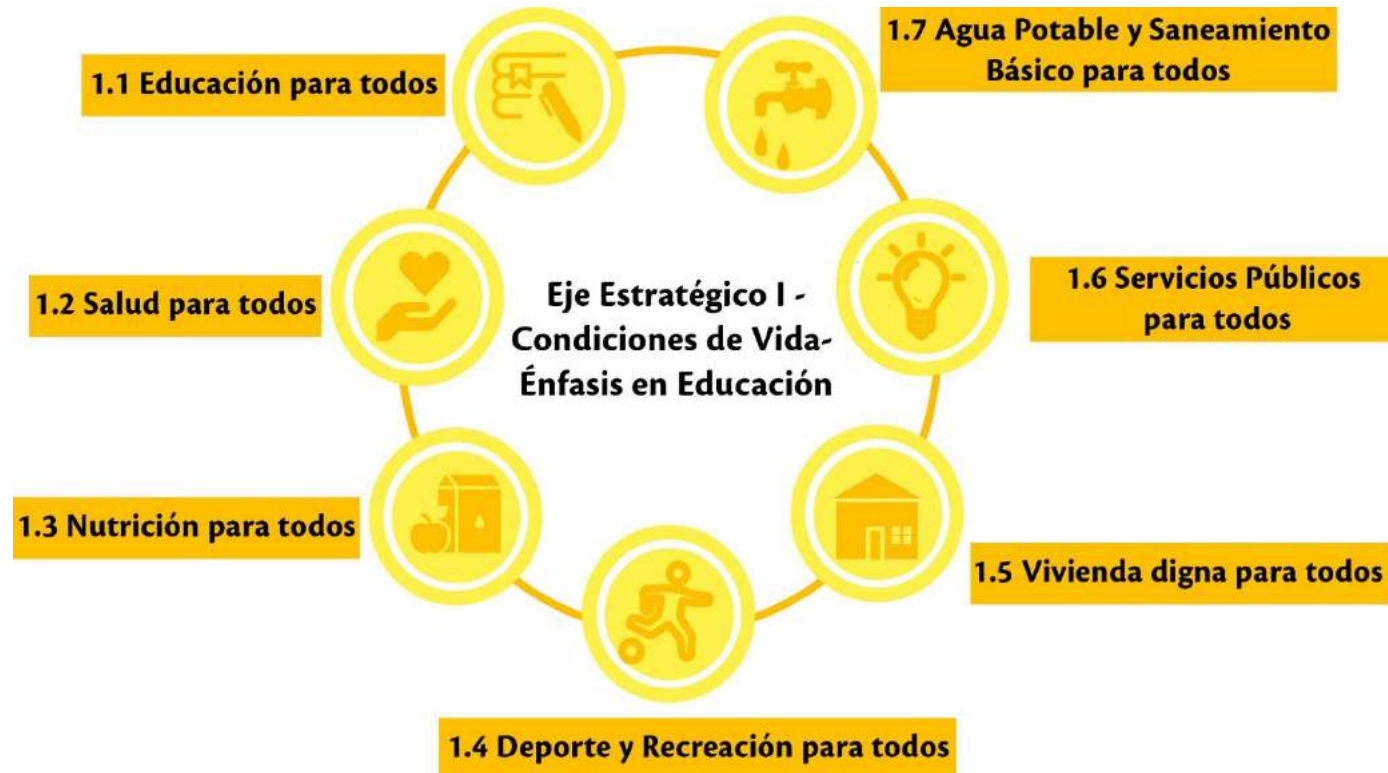 1.1 Educación para todos
1.2 Salud para todos
1.3 Nutrición para todos
1.4 Deporte y Recreación para todos
1.5 Vivienda digna para todos
1.6 Servicios Públicos
para todos
1.7 Agua Potable y Saneamiento
Básico para todos
Eje Estratégico I -
Condiciones de Vida-
Énfasis en Educación